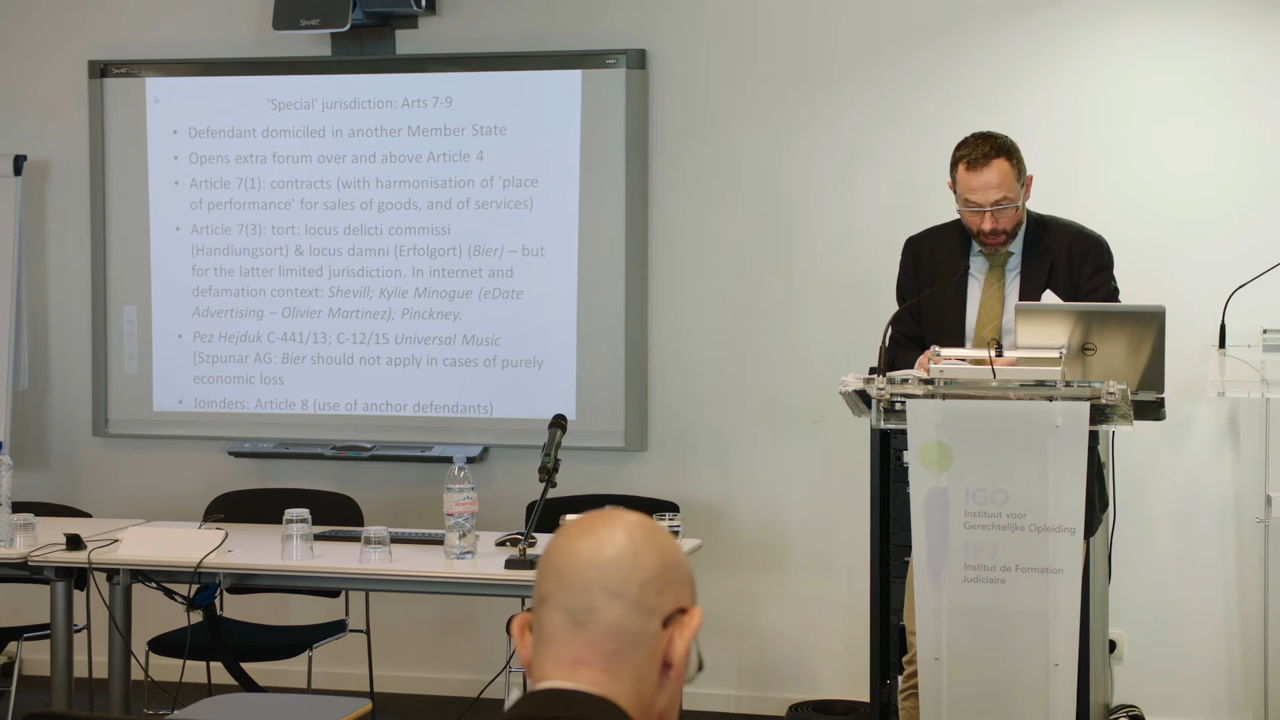 SMART
SMART
'Special' jurisdiction: Arts 7-9
• Defendant domiciled in another Member State
• Opens extra forum over and above Article 4
• Article 7(1): contracts (with harmonisation of 'place
of performance' for sales of goods, and of services)
• Article 7(3): tort: locus delicti commissi
(Handlungsort) & locus damni (Erfolgort) (Bier) – but
for the latter limited jurisdiction. In internet and
defamation context: Shevill; Kylie Minogue (eDate
Advertising – Olivier Martinez); Pinckney.
• Pez Hejduk C-441/13; C-12/15 Universal Music
[Szpunar AG: Bier should not apply in cases of purely
economic loss
• Joinders: Article 8 (use of anchor defendants)
DELL
IGO
Instituut voor
Gerechtelijke Opleiding
IFJ
Institut de Formation
Judiciaire